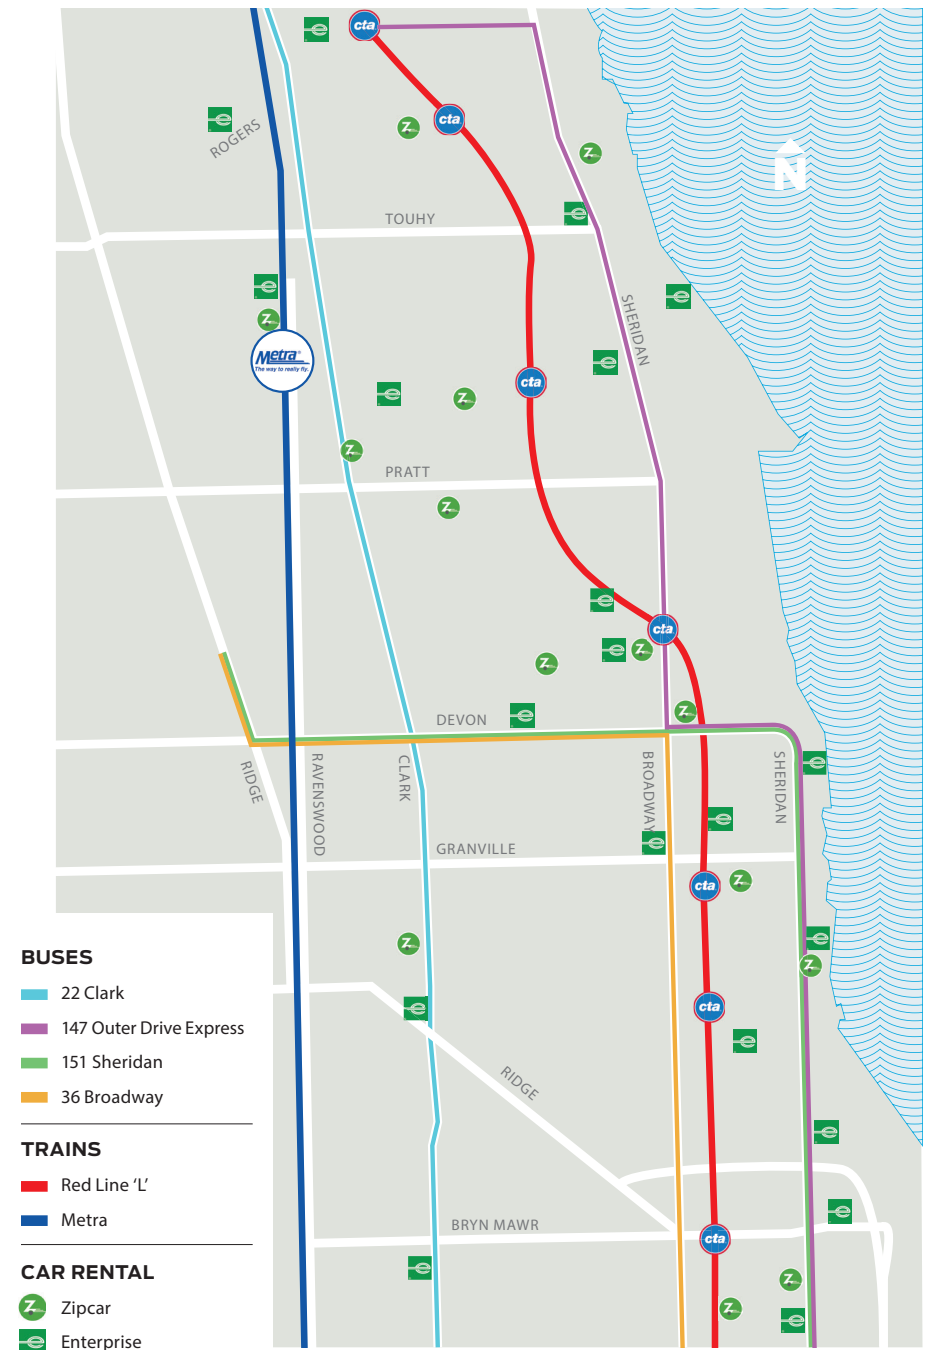 cta
cta
ROGERS
N
TOUHY
SHERIDAN
Metra
The way to really fly.
cta
PRATT
cta
DEVON
RIDGE
RAVENSWOOD
CLARK
BROADWAY
SHERIDAN
GRANVILLE
cta
cta
RIDGE
BRYN MAWR
cta
BUSES
22 Clark
147 Outer Drive Express
151 Sheridan
36 Broadway
TRAINS
Red Line ‘L’
Metra
CAR RENTAL
Z Zipcar
e Enterprise